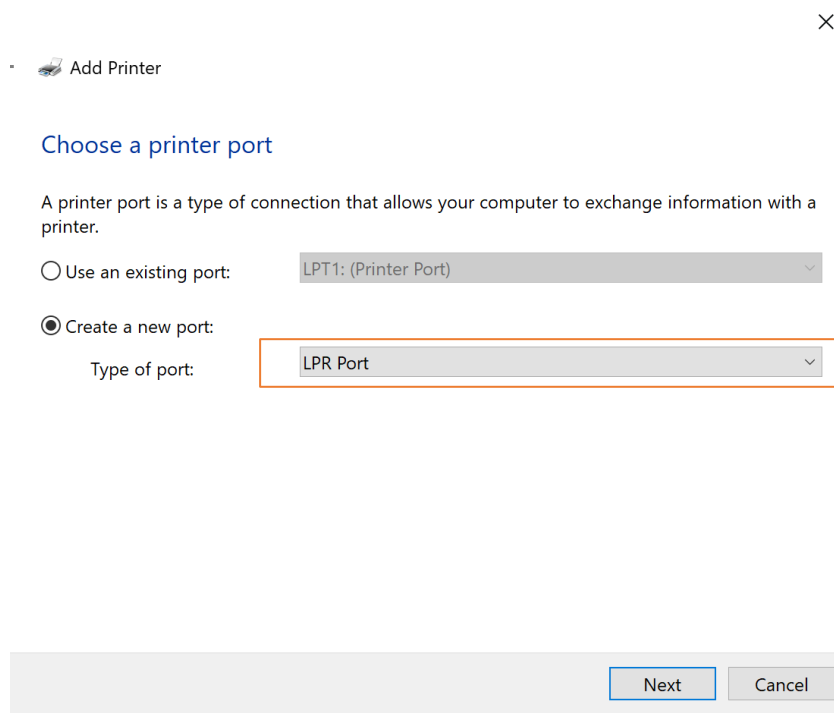 Add Printer
Choose a printer port
A printer port is a type of connection that allows your computer to exchange information with a
printer.
Use an existing port: LPT1: (Printer Port)
Create a new port:
Type of port: LPR Port
Next Cancel